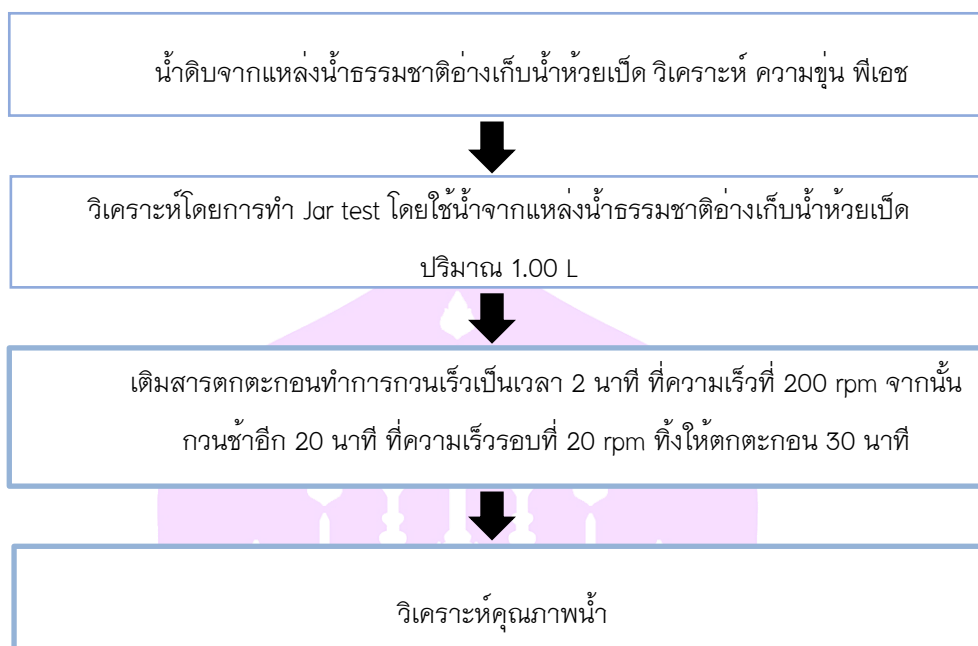 น้ำดิบจากแหล่งน้ำธรรมชาติอ่างเก็บน้ำห้วยเป็ด วิเคราะห์ ความขุ่น พีเอช
วิเคราะห์โดยการทำ Jar test โดยใช้น้ำจากแหล่งน้ำธรรมชาติอ่างเก็บน้ำห้วยเป็ด
ปริมาณ 1.00 L
เติมสารตกตะกอนทำการกวนเร็วเป็นเวลา 2 นาที ที่ความเร็วที่ 200 rpm จากนั้น
กวนช้าอีก 20 นาที ที่ความเร็วรอบที่ 20 rpm ทิ้งให้ตกตะกอน 30 นาที
วิเคราะห์คุณภาพน้ำ